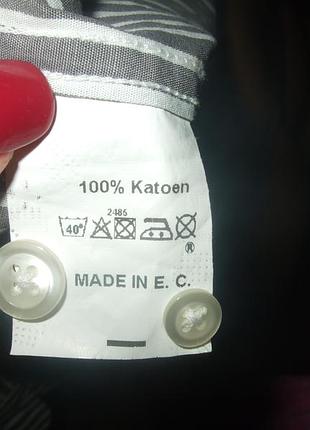 100% Katoen
2485
40°
®
MADE IN E. C.